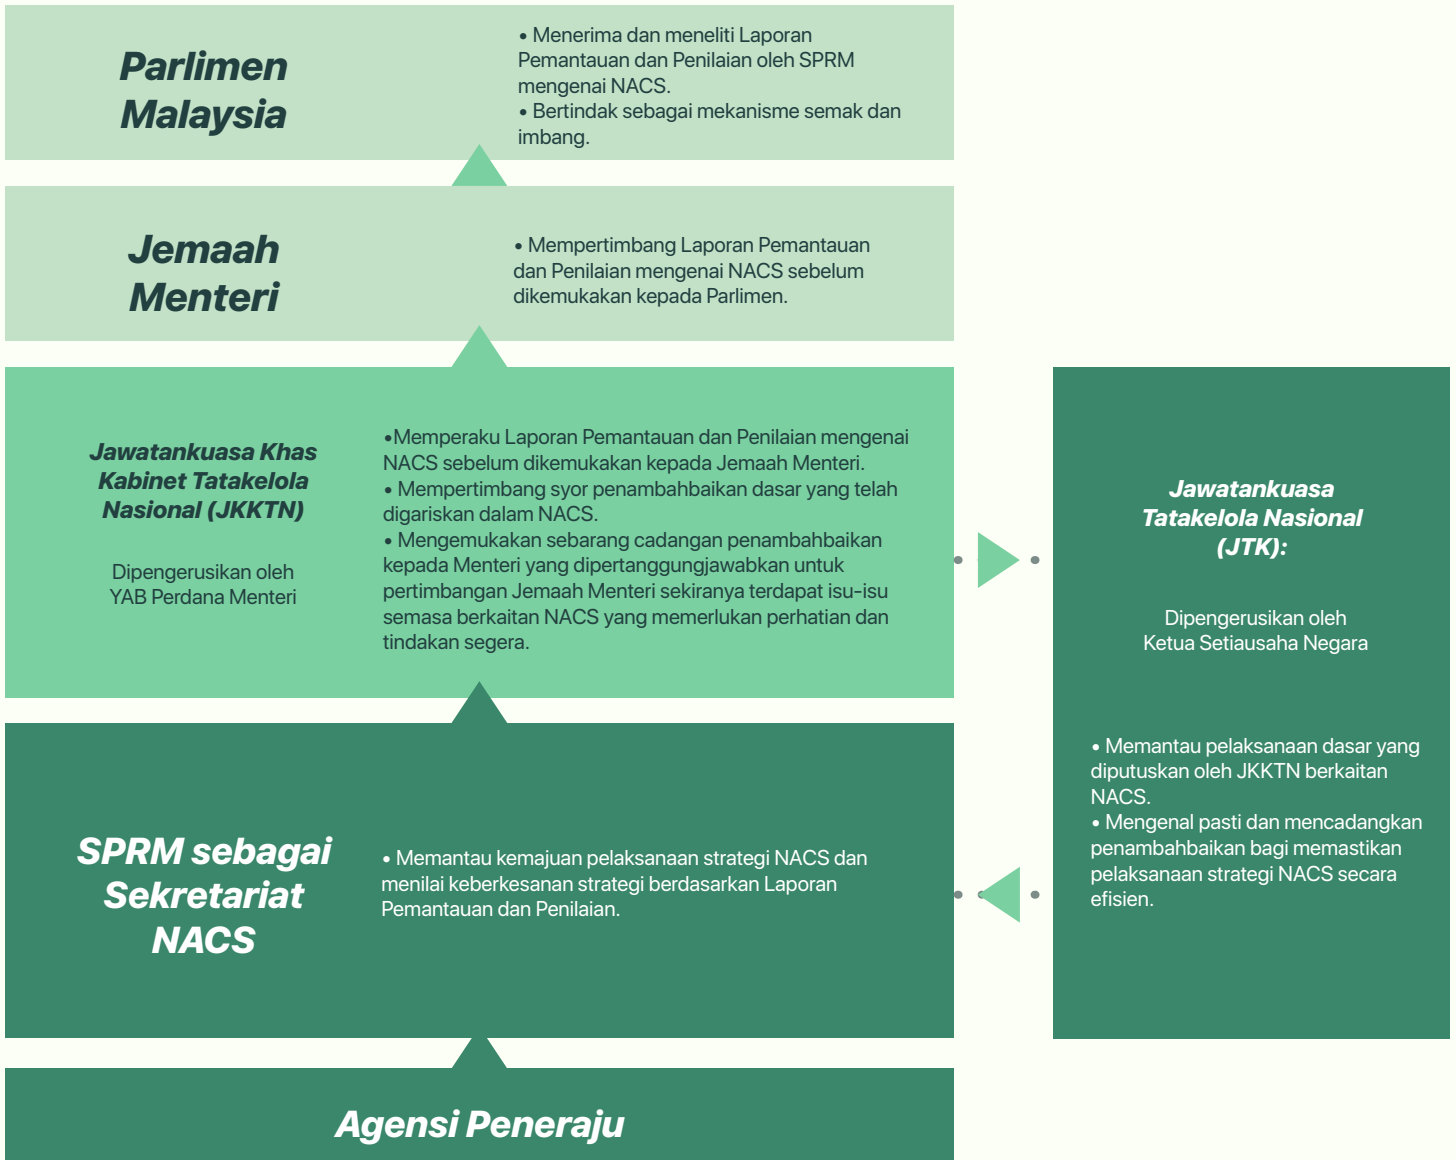 Parlimen
Malaysia
• Menerima dan meneliti Laporan
Pemantauan dan Penilaian oleh SPRM
mengenai NACS.
• Bertindak sebagai mekanisme semak dan
imbang.
Jemaah
Menteri
• Mempertimbang Laporan Pemantauan
dan Penilaian mengenai NACS sebelum
dikemukakan kepada Parlimen.
Jawatankuasa Khas
Kabinet Tatakelola
Nasional (JKKTN)
Dipengerusikan oleh
YAB Perdana Menteri
•Memperaku Laporan Pemantauan dan Penilaian mengenai
NACS sebelum dikemukakan kepada Jemaah Menteri.
• Mempertimbang syor penambahbaikan dasar yang telah
digariskan dalam NACS.
• Mengemukakan sebarang cadangan penambahbaikan
kepada Menteri yang dipertanggungjawabkan untuk
pertimbangan Jemaah Menteri sekiranya terdapat isu-isu
semasa berkaitan NACS yang memerlukan perhatian dan
tindakan segera.
Jawatankuasa
Tatakelola Nasional
(JTK):
Dipengerusikan oleh
Ketua Setiausaha Negara
• Memantau pelaksanaan dasar yang
diputuskan oleh JKKTN berkaitan
NACS.
• Mengenal pasti dan mencadangkan
penambahbaikan bagi memastikan
pelaksanaan strategi NACS secara
efisien.
SPRM sebagai
Sekretariat
NACS
• Memantau kemajuan pelaksanaan strategi NACS dan
menilai keberkesanan strategi berdasarkan Laporan
Pemantauan dan Penilaian.
Agensi Peneraju